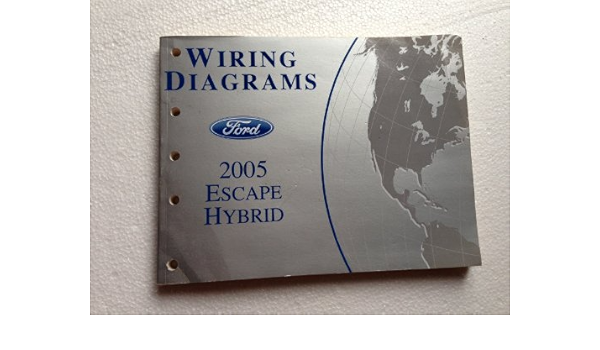 WIRING
DIAGRAMS
Ford
2005
ESCAPE
HYBRID